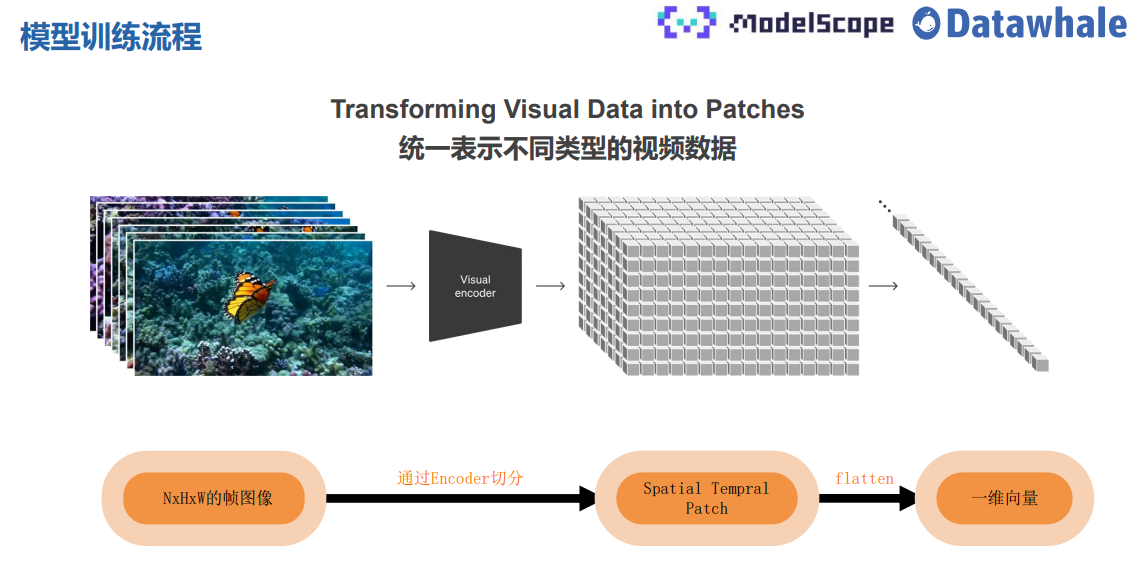 模型训练流程
ModelScope
Datawhale
Transforming Visual Data into Patches
统一表示不同类型的视频数据
Visual
encoder
NxHxW的帧图像
通过Encoder切分
Spatial Tempral
Patch
flatten
一维向量